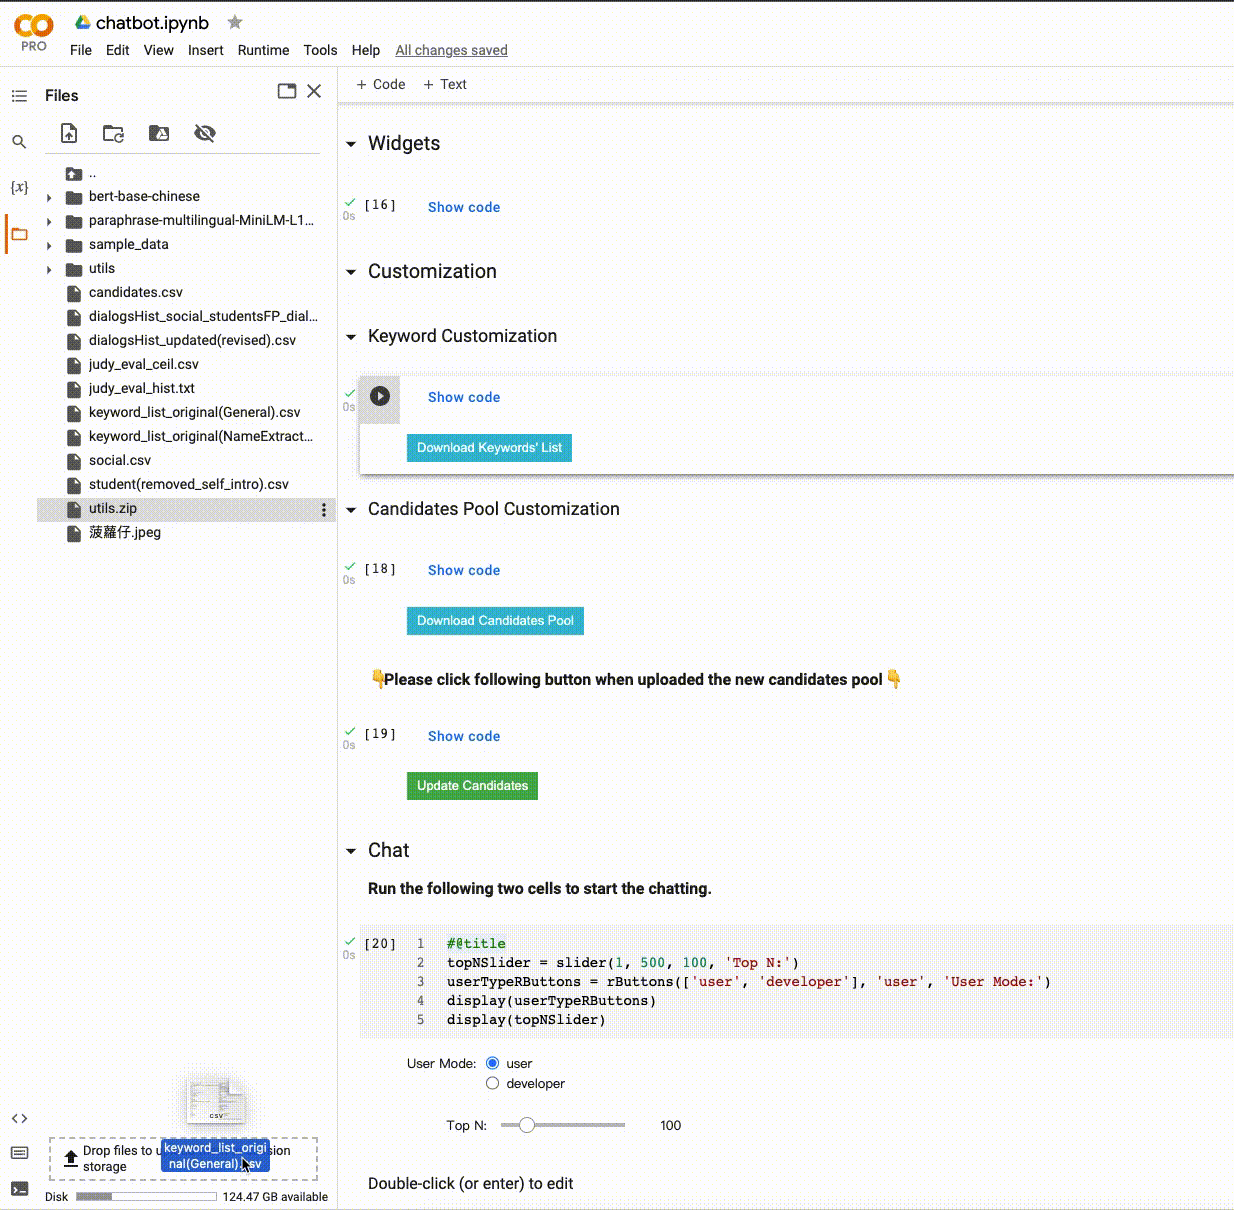 CO
PRO
chatbot.ipynb
File Edit View Insert Runtime Tools Help All changes saved
Files
+ Code + Text
{x}
..
bert-base-chinese
paraphrase-multilingual-MiniLM-L1...
sample_data
utils
candidates.csv
dialogsHist_social_studentsFP_dial...
dialogsHist_updated(revised).csv
judy_eval_ceil.csv
judy_eval_hist.txt
keyword_list_original(General).csv
keyword_list_original(NameExtract...
social.csv
student(removed_self_intro).csv
utils.zip
菠蘿仔.jpeg
Widgets
[16] Show code
0s
Customization
Keyword Customization
Show code
0s
Download Keywords' List
Candidates Pool Customization
[18] Show code
0s
Download Candidates Pool
👇Please click following button when uploaded the new candidates pool👇
[19] Show code
0s
Update Candidates
Chat
Run the following two cells to start the chatting.
[20] 1 #@title
0s
2 topNSlider = slider(1, 500, 100, 'Top N:')
3 userTypeRButtons = rButtons(['user', 'developer'], 'user', 'User Mode:')
4 display(userTypeRButtons)
5 display(topNSlider)
User Mode: user
developer
Top N: 100
Double-click (or enter) to edit
csv
Drop files to
storage
keyword_list_origi
nal(General).csv
Disk 124.47 GB available